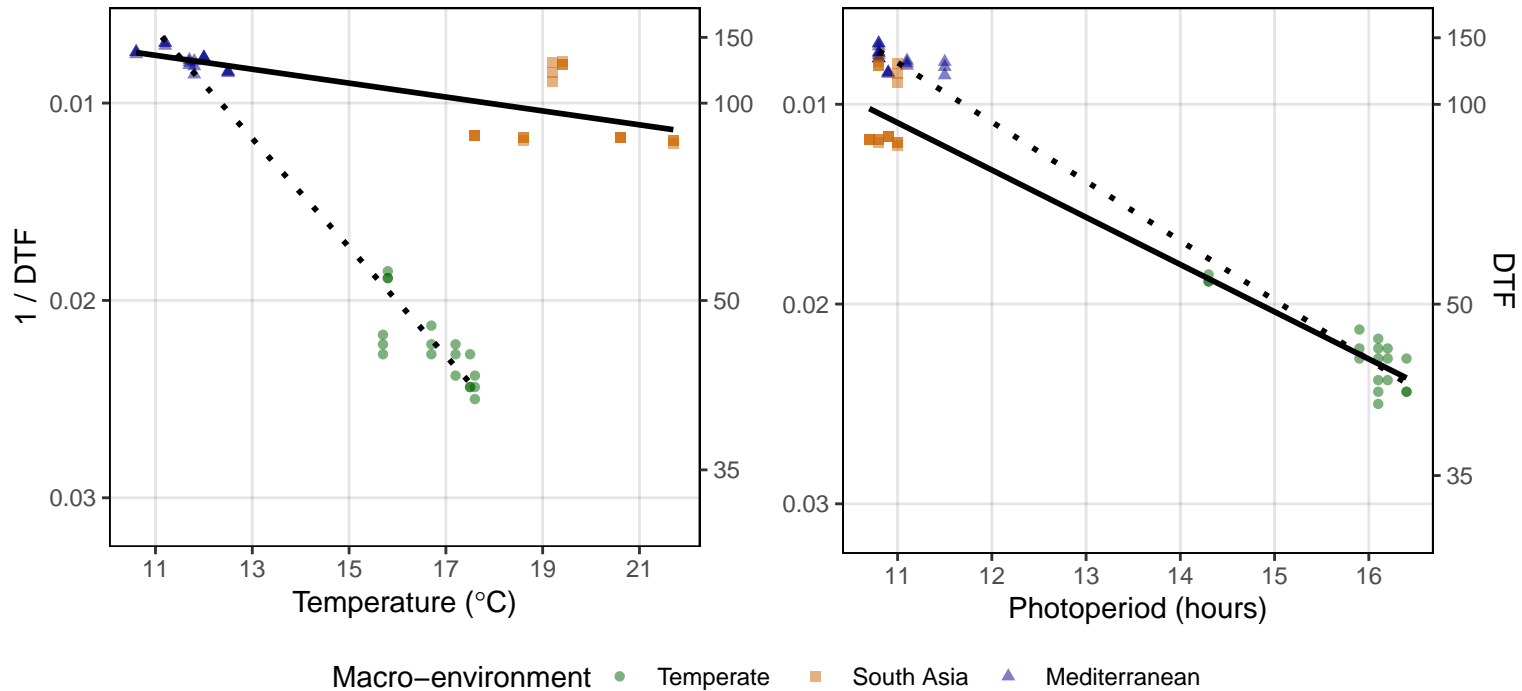 1 / DTF
0.01
0.02
0.03
150
100
50
35
11 13 15 17 19 21
Temperature (°C)
0.01
0.02
0.03
150
100
50
35
DTF
11 12 13 14 15 16
Photoperiod (hours)
Macro−environment Temperate South Asia Mediterranean